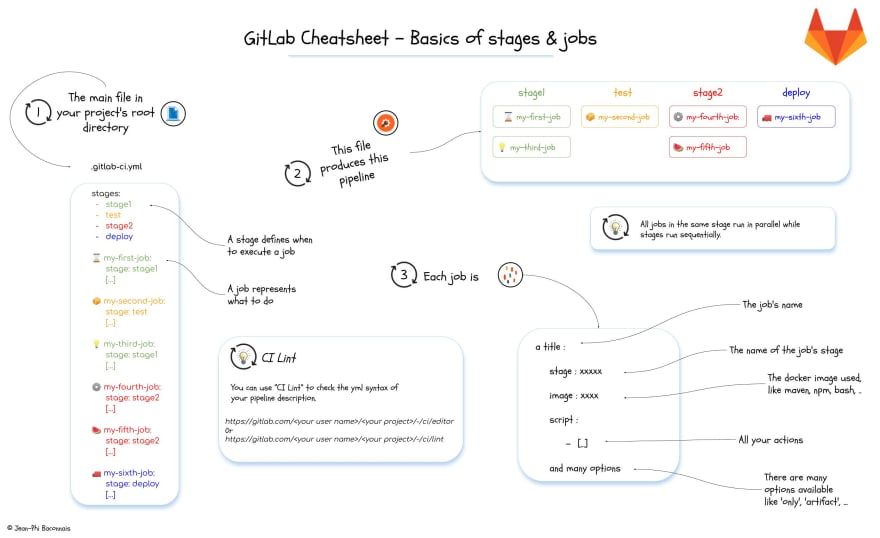 GitLab Cheatsheet - Basics of stages & jobs
1
The main file in
your project's root
directory
.gitlab-ci.yml
stages:
- stage1
- test
- stage2
- deploy
my-first-job:
stage: stage1
[...]
my-second-job:
stage: test
[...]
my-third-job:
stage: stage1
[...]
my-fourth-job:
stage: stage2
[...]
my-fifth-job:
stage: stage2
[...]
my-sixth-job:
stage: deploy
[...]
A stage defines when
to execute a job
A job represents
what to do
2
This file
produces this
pipeline
stage1
test
stage2
deploy
my-first-job
my-second-job
my-fourth-job:
my-sixth-job
my-third-job
my-fifth-job
All jobs in the same stage run in parallel while
stages run sequentially.
CI Lint
You can use "CI Lint" to check the yml syntax of
your pipeline description.
https://gitlab.com/<your user name>/<your project>/-/ci/editor
Or
https://gitlab.com/<your user name>/<your project>/-/ci/lint
3
Each job is
a title :
stage : xxxxx
image : xxxx
script :
- [...]
and many options
The job's name
The name of the job's stage
The docker image used,
like maven, npm, bash, ..
All your actions
There are many
options available
like 'only', 'artifact', ...
© Jean-Phi Baconnais